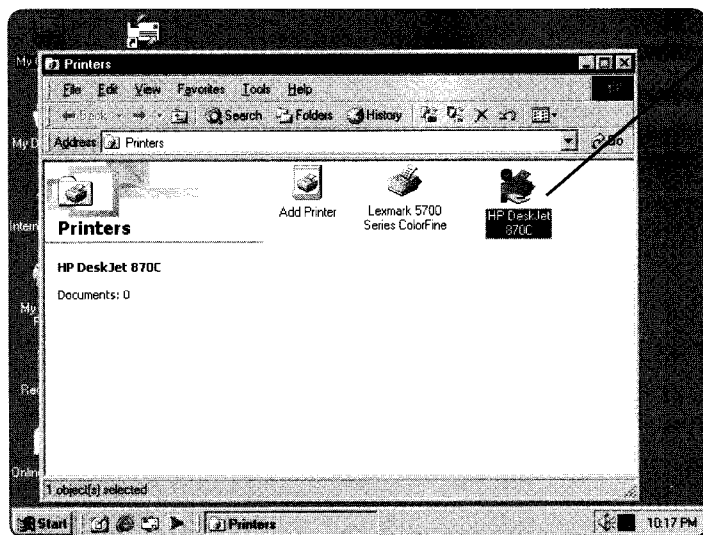 Printers
File Edit View Favorites Tools Help
Back Search Folders History
Address Printers Go
Add Printer
Lexmark 5700
Series ColorFine
HP DeskJet
870C
Printers
HP DeskJet 870C
Documents: 0
1 object(s) selected
Start Printers 10:17 PM